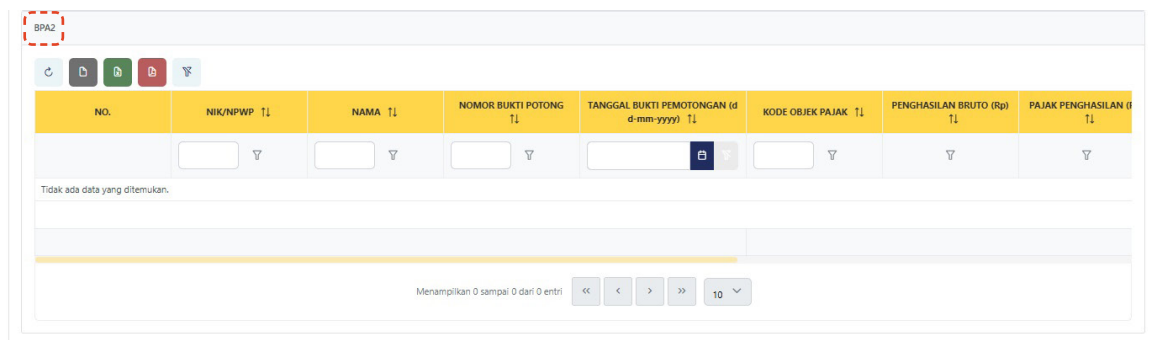 BPA2
NO.
NIK/NPWP
NAMA
NOMOR BUKTI POTONG
TANGGAL BUKTI PEMOTONGAN (d
d-mm-yyyy)
KODE OBJEK PAJAK
PENGHASILAN BRUTO (Rp)
PAJAK PENGHASILAN (
Tidak ada data yang ditemukan.
Menampilkan 0 sampai 0 dari 0 entri
10